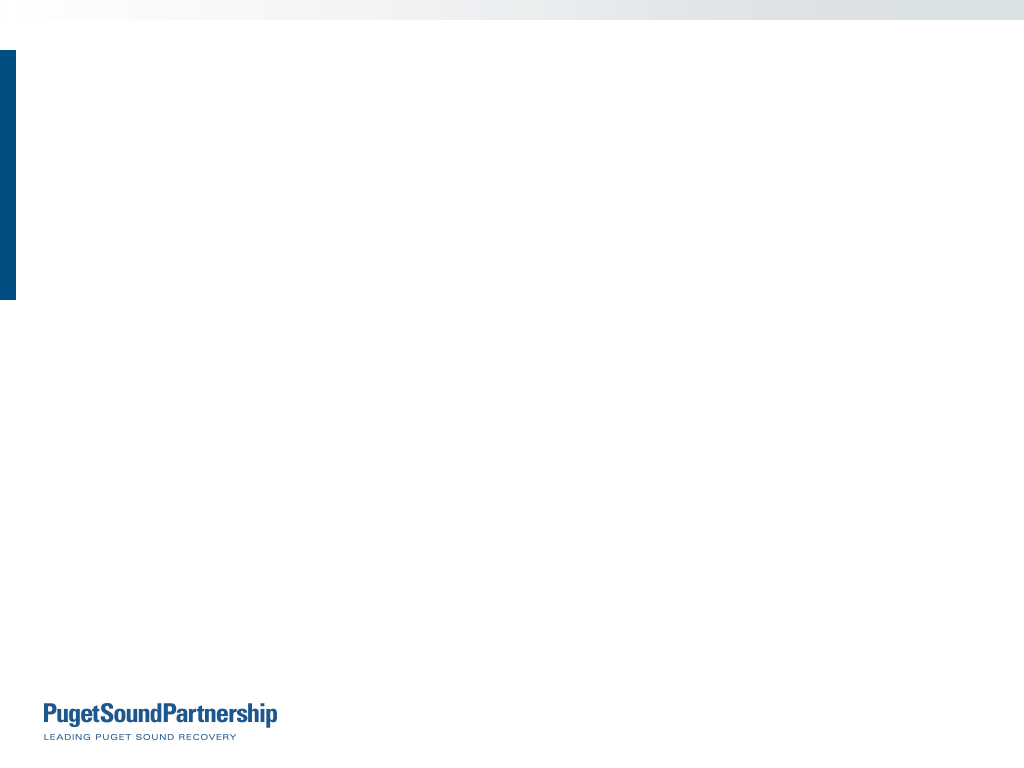 PugetSoundPartnership
LEADING PUGET SOUND RECOVERY